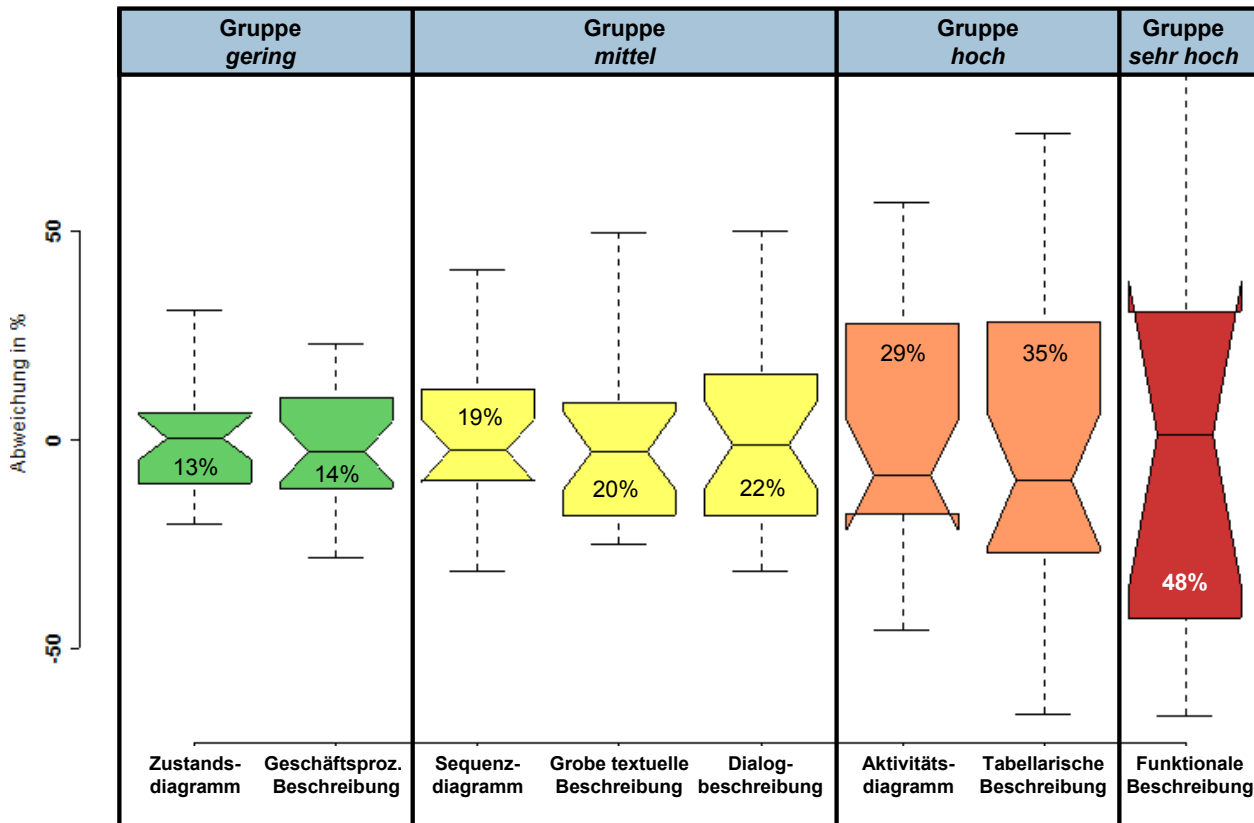 Gruppe
gering
Gruppe
mittel
Gruppe
hoch
Gruppe
sehr hoch
Abweichung in %
50
0
-50
13%
14%
19%
20%
22%
29%
35%
48%
Zustands-
diagramm
Geschäftsproz.
Beschreibung
Sequenz-
diagramm
Grobe textuelle
Beschreibung
Dialog-
beschreibung
Aktivitäts-
diagramm
Tabellarische
Beschreibung
Funktionale
Beschreibung